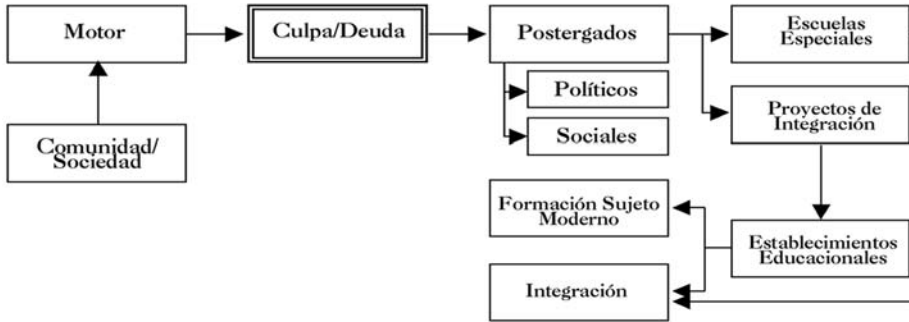 Motor
Culpa/Deuda
Postergados
Escuelas
Especiales
Políticos
Sociales
Proyectos de
Integración
Comunidad/
Sociedad
Formación Sujeto
Moderno
Establecimientos
Educacionales
Integración